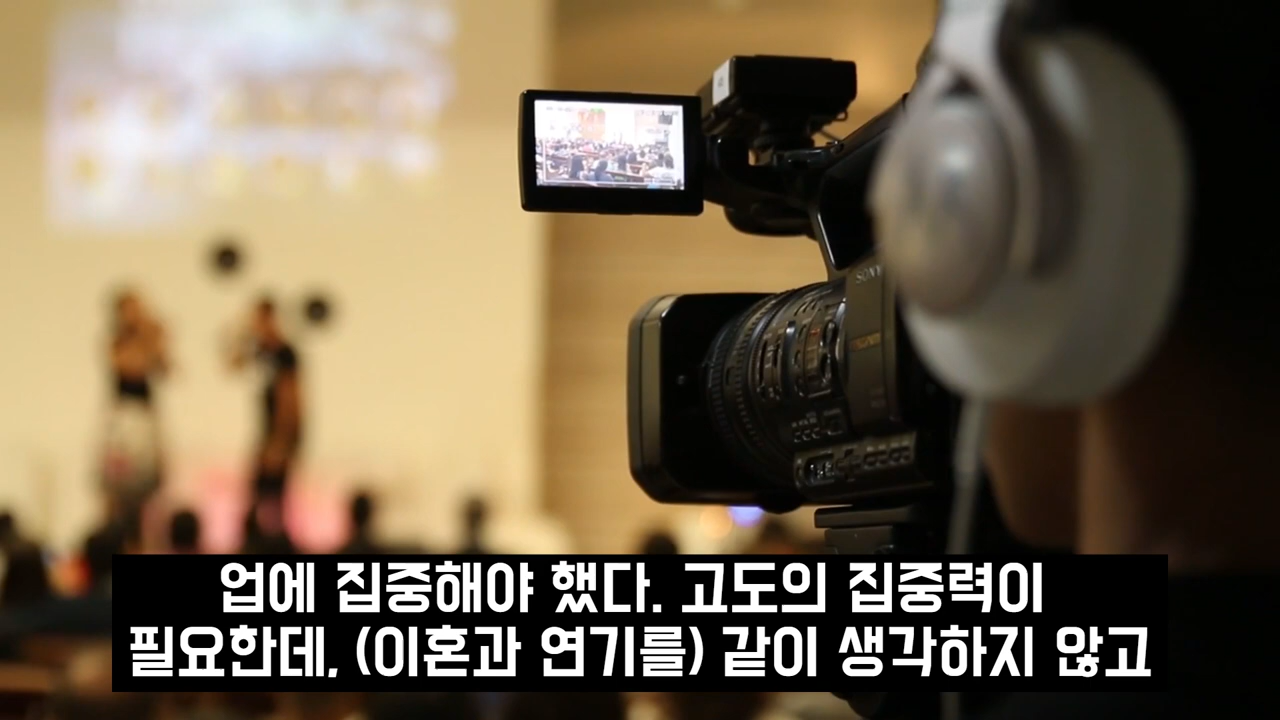 SONY
업에 집중해야 했다. 고도의 집중력이
필요한데, (이혼과 연기를) 같이 생각하지 않고